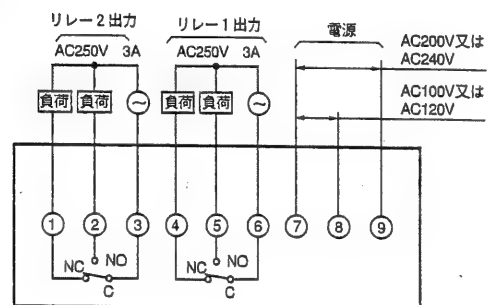 リレー2出力 リレー1出力 電源
AC250V 3A AC250V 3A AC200V又は
AC240V
負荷 負荷 ～ 負荷 負荷 ～ AC100V又は
AC120V
① ② ③ ④ ⑤ ⑥ ⑦ ⑧ ⑨
NC NO NC NO
C C